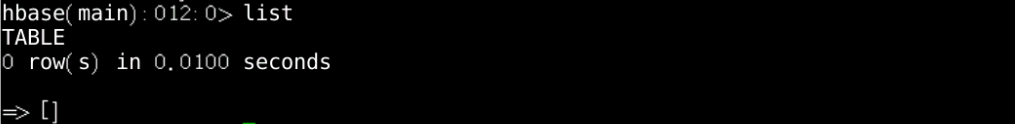 hbase(main):012:0> list
TABLE
0 row(s) in 0.0100 seconds
=> []